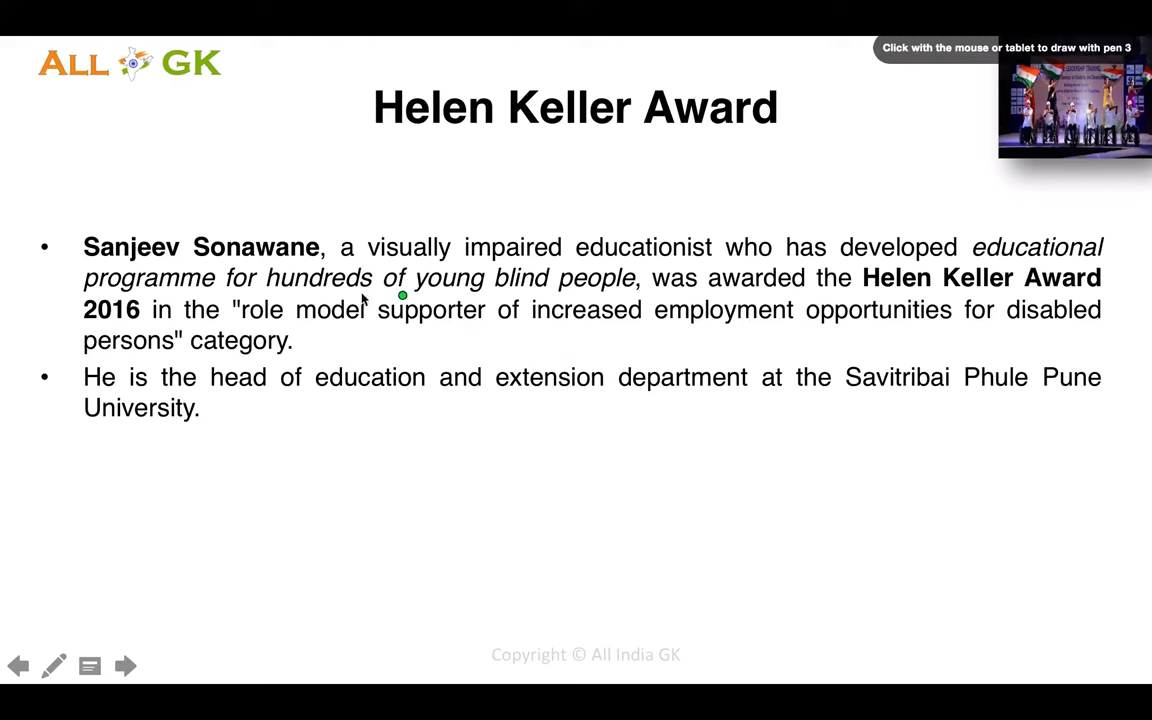 ALL GK
Click with the mouse or tablet to draw with pen 3
LEADERSHIP TRAINING
Helen Keller Award
• Sanjeev Sonawane, a visually impaired educationist who has developed educational
programme for hundreds of young blind people, was awarded the Helen Keller Award
2016 in the "role model supporter of increased employment opportunities for disabled
persons" category.
• He is the head of education and extension department at the Savitribai Phule Pune
University.
Copyright © All India GK